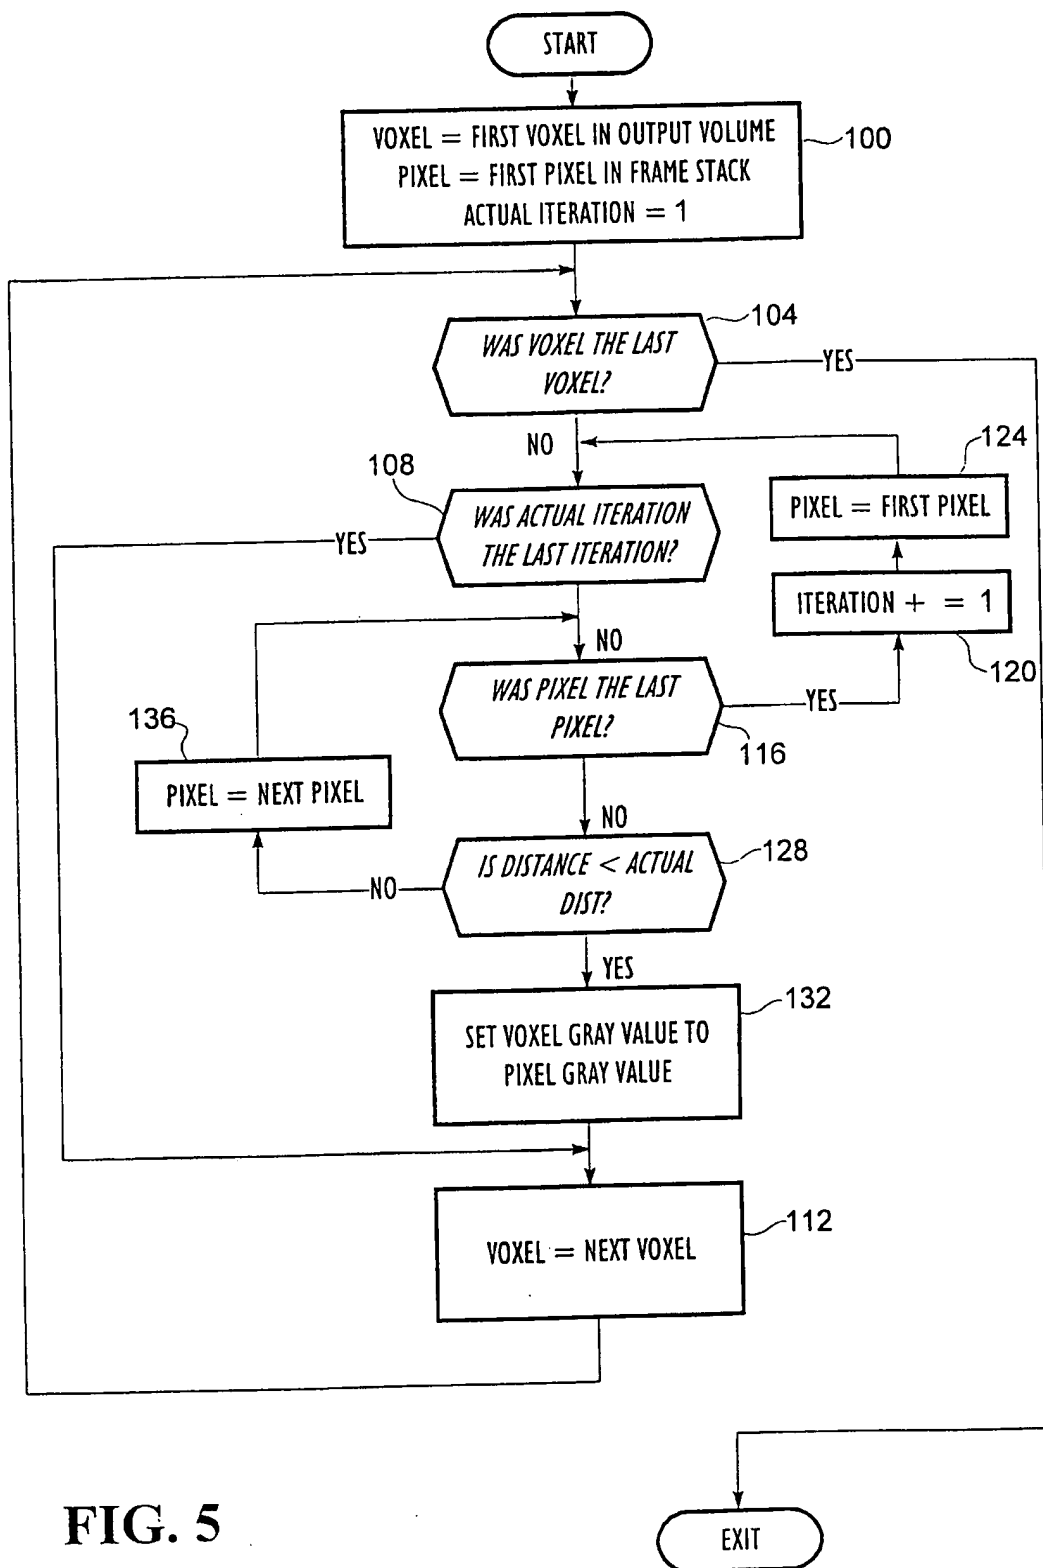 START
VOXEL = FIRST VOXEL IN OUTPUT VOLUME
PIXEL = FIRST PIXEL IN FRAME STACK
ACTUAL ITERATION = 1
100
WAS VOXEL THE LAST
VOXEL?
104
YES
NO
124
PIXEL = FIRST PIXEL
108
WAS ACTUAL ITERATION
THE LAST ITERATION?
YES
ITERATION + = 1
120
NO
WAS PIXEL THE LAST
PIXEL?
YES
116
136
PIXEL = NEXT PIXEL
NO
IS DISTANCE < ACTUAL
DIST?
128
NO
YES
SET VOXEL GRAY VALUE TO
PIXEL GRAY VALUE
132
VOXEL = NEXT VOXEL
112
FIG. 5
EXIT